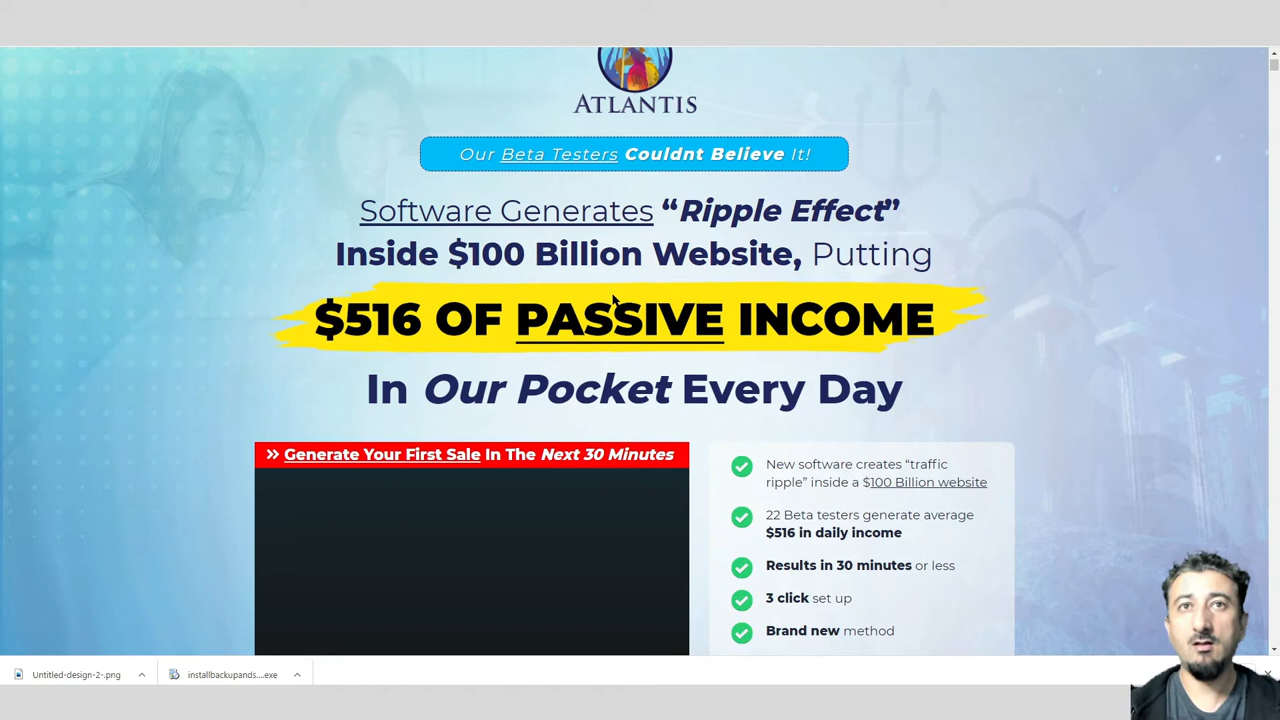 ATLANTIS
Our Beta Testers Couldnt Believe It!
Software Generates “Ripple Effect”
Inside $100 Billion Website, Putting
$516 OF PASSIVE INCOME
In Our Pocket Every Day
» Generate Your First Sale In The Next 30 Minutes
New software creates “traffic
ripple” inside a $100 Billion website
22 Beta testers generate average
$516 in daily income
Results in 30 minutes or less
3 click set up
Brand new method
Untitled-design-2-.png
installbackupands....exe